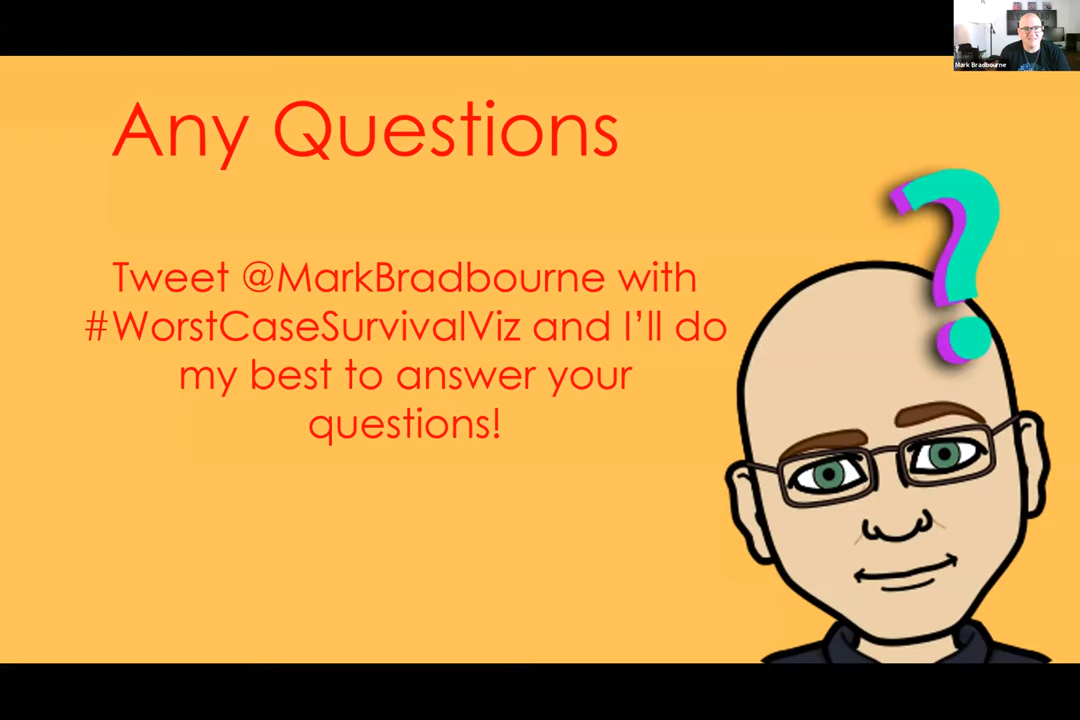 Mark Bradbourne
Any Questions
Tweet @MarkBradbourne with
#WorstCaseSurvivalViz and I’ll do
my best to answer your
questions!